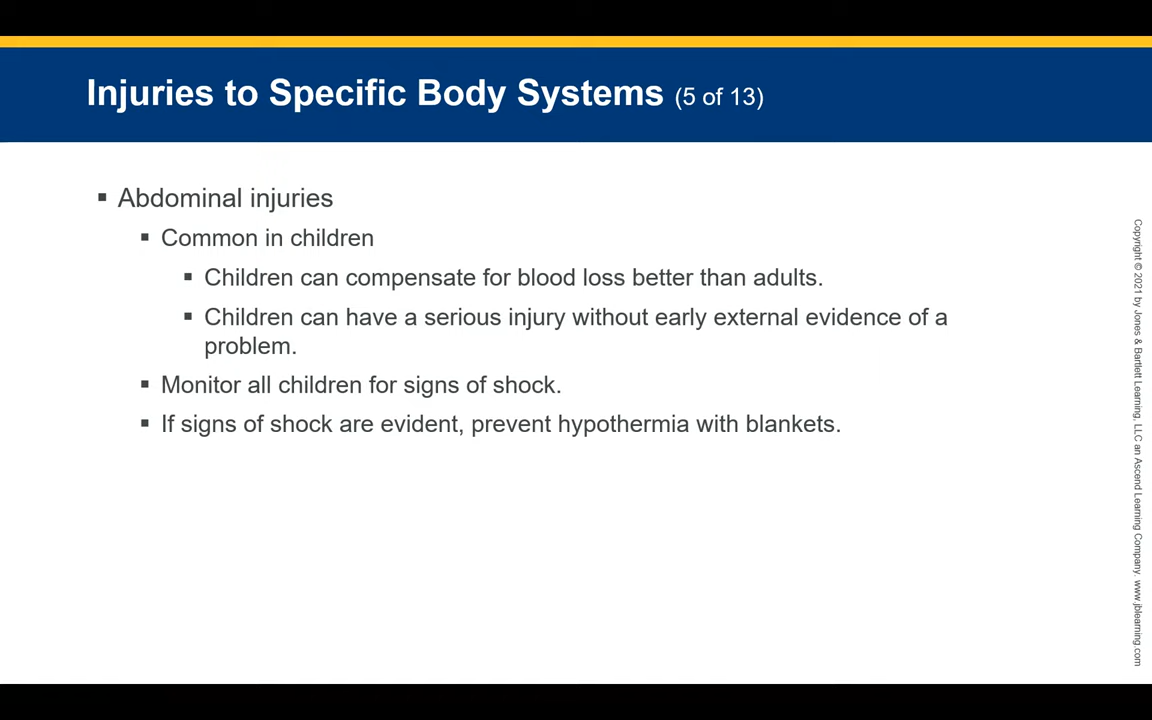 Injuries to Specific Body Systems (5 of 13)
▪ Abdominal injuries
▪ Common in children
▪ Children can compensate for blood loss better than adults.
▪ Children can have a serious injury without early external evidence of a
problem.
▪ Monitor all children for signs of shock.
▪ If signs of shock are evident, prevent hypothermia with blankets.
Copyright © 2021 by Jones & Bartlett Learning, LLC an Ascend Learning Company. www.jblearning.com